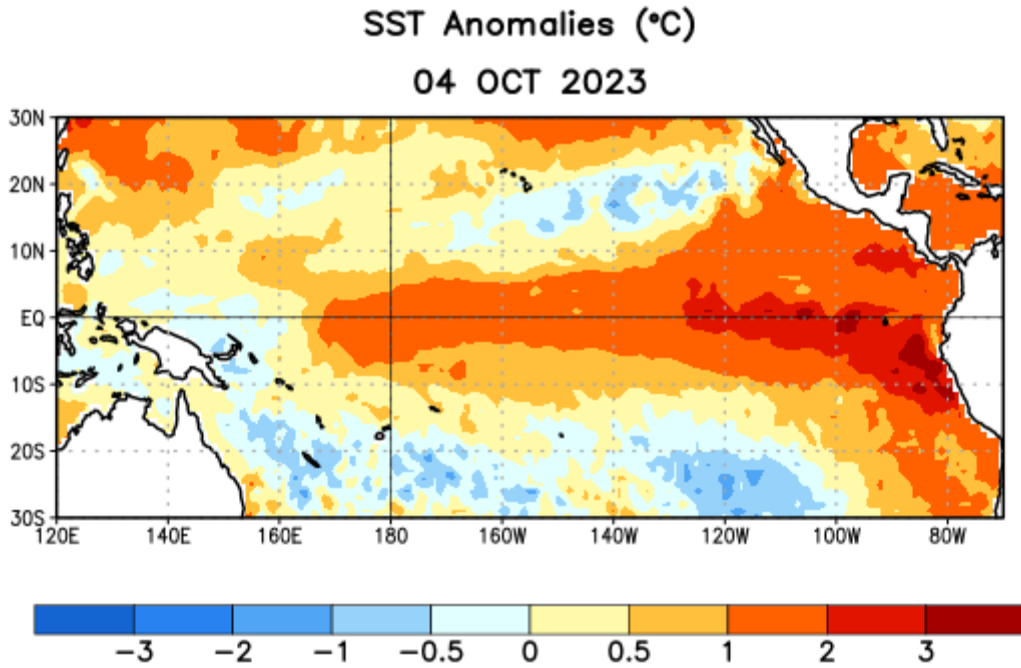 SST Anomalies (°C)
04 OCT 2023
30N
20N
10N
EQ
10S
20S
30S
120E 140E 160E 180 160W 140W 120W 100W 80W
-3 -2 -1 -0.5 0 0.5 1 2 3